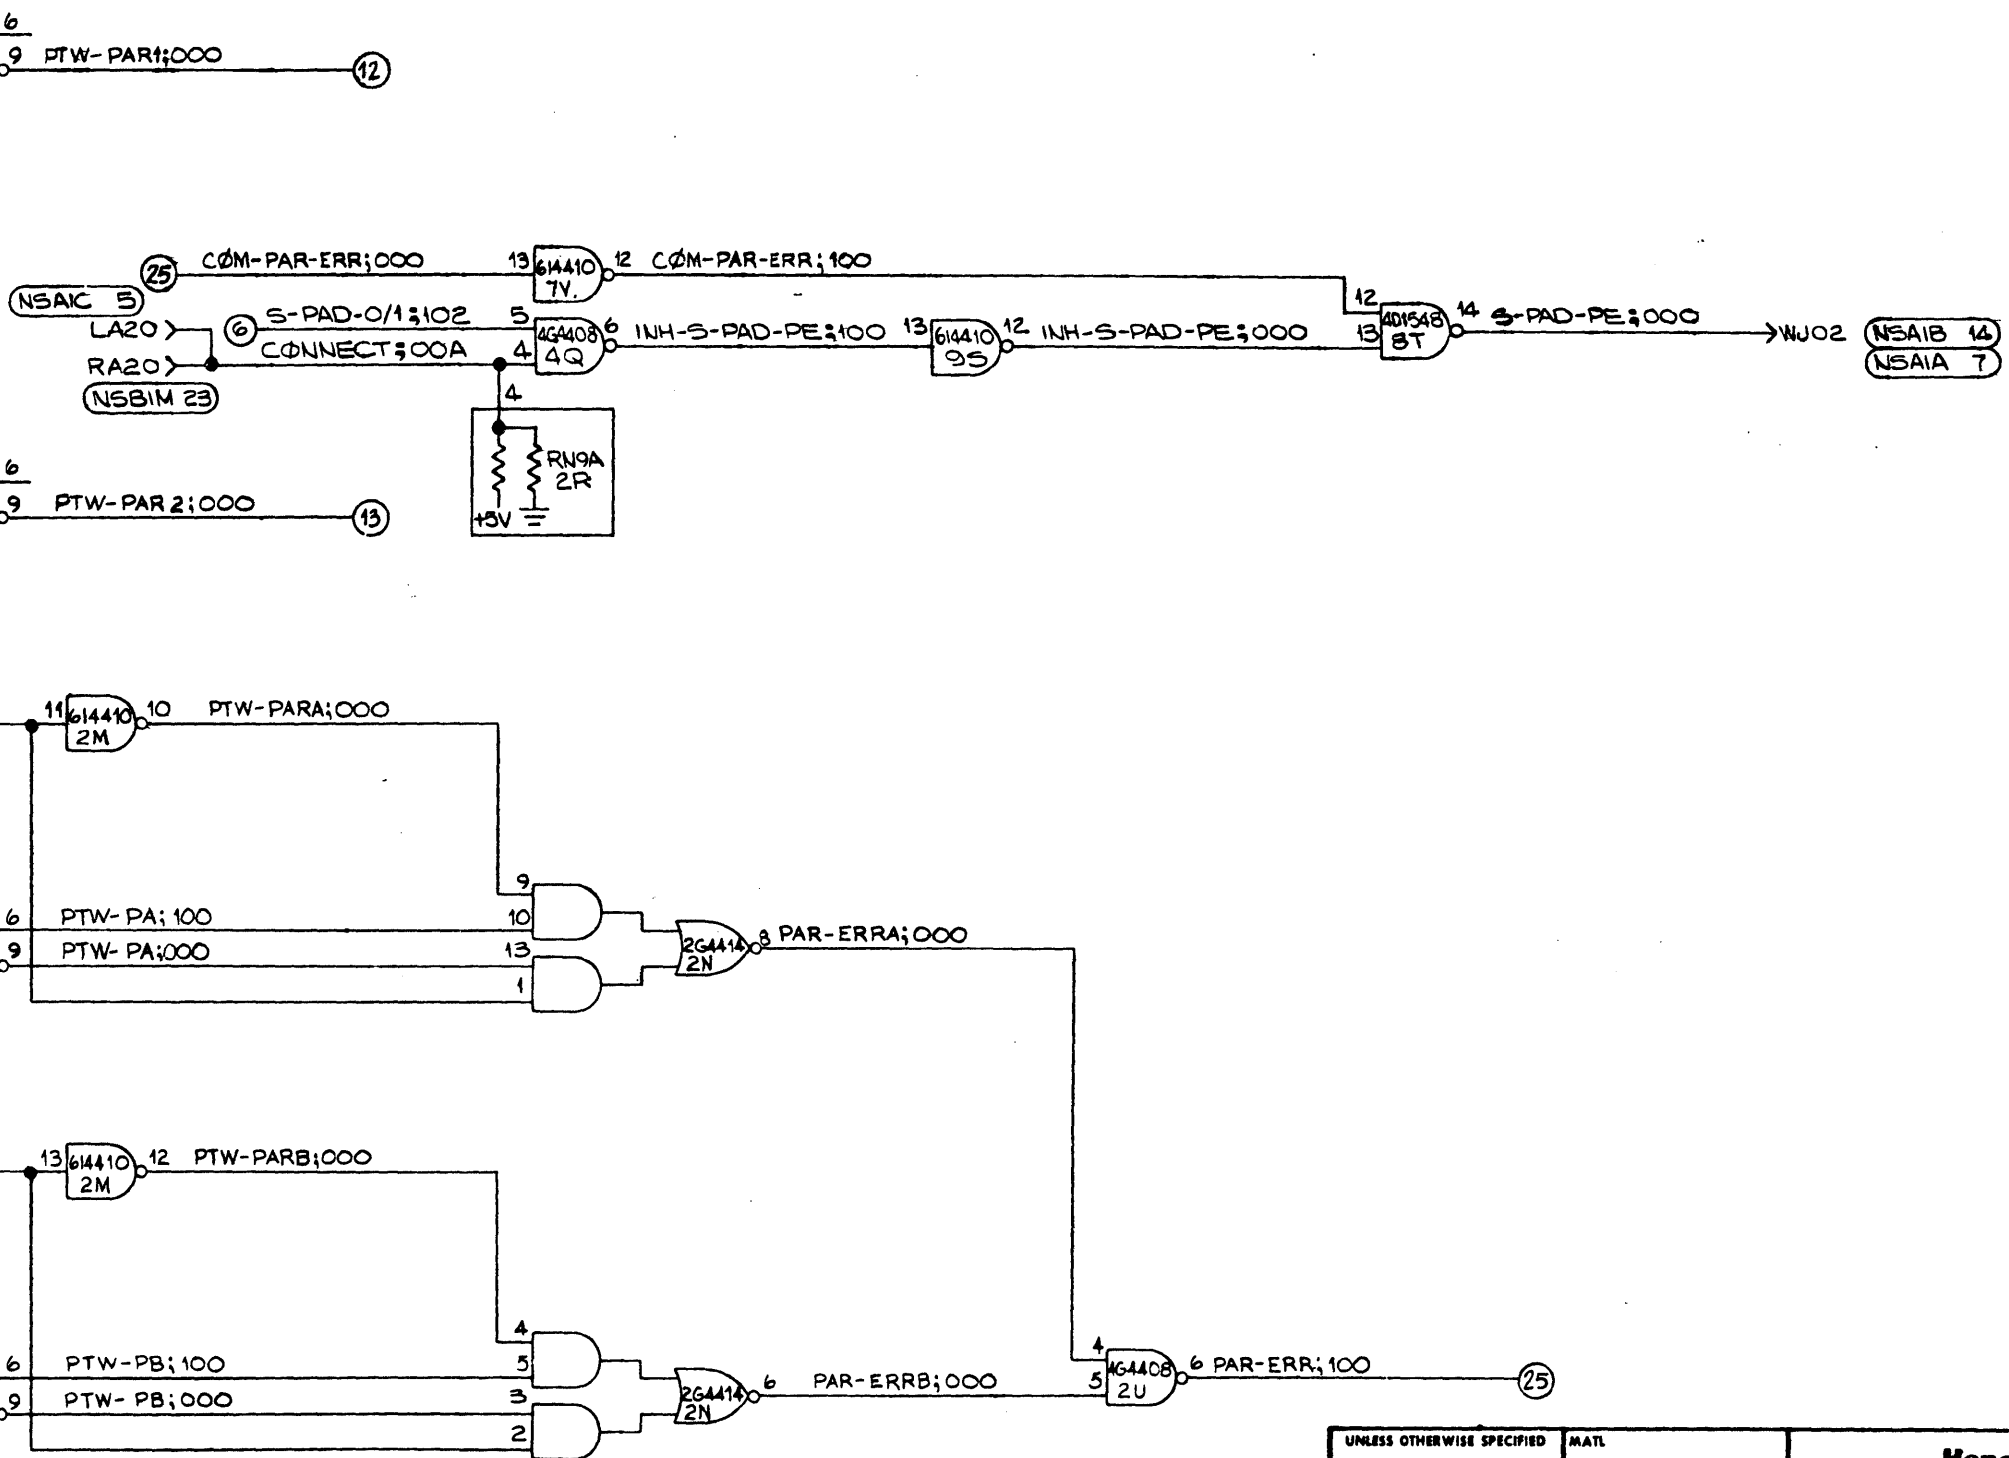 6
9 PTW-PAR1;000
12
25 CØM-PAR-ERR;000 13 614410 7V. 12 CØM-PAR-ERR;100
NSAIC 5
LA20
6 S-PAD-0/1;102 5 4G4408 4Q 6 INH-S-PAD-PE;100 13 614410 9S 12 INH-S-PAD-PE;000
12
13 4D1548 8T 14 S-PAD-PE;000 WJ02 NSAIB 14
NSAIA 7
RA20 CØNNECT;00A 4
NSBIM 23
4
RN9A
2R
+5V
6
9 PTW-PAR2;000
13
11 614410 2M 10 PTW-PARA;000
9
6 PTW-PA;100 10
9 PTW-PA;000 13
1
2G4414 2N 8 PAR-ERRA;000
13 614410 2M 12 PTW-PARB;000
4
6 PTW-PB;100 5
9 PTW-PB;000 3
2
2G4414 2N 6 PAR-ERRB;000
4
5
4G4408 2U 6 PAR-ERR;100 25
UNLESS OTHERWISE SPECIFIED MATL